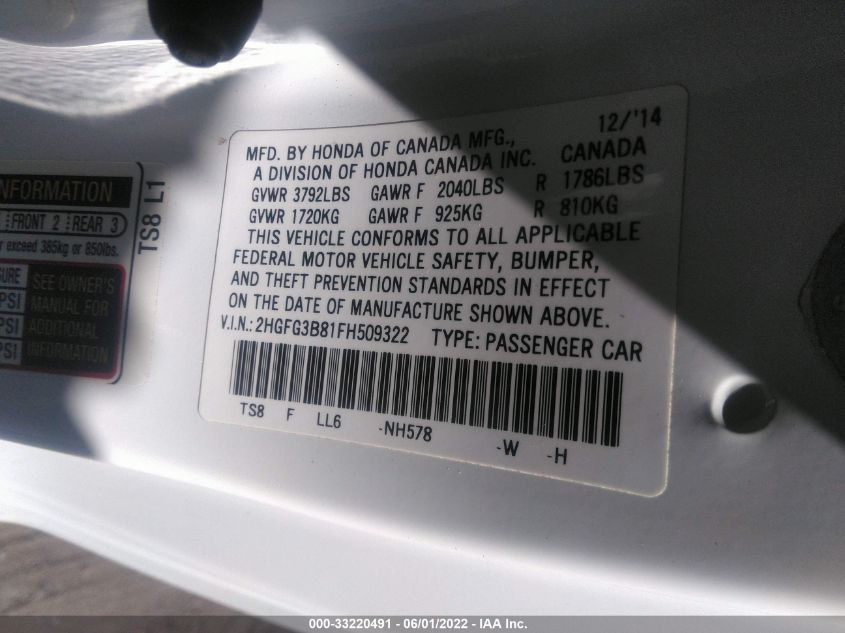 12/'14
MFD. BY HONDA OF CANADA MFG.,
A DIVISION OF HONDA CANADA INC. CANADA
GVWR 3792LBS GAWR F 2040LBS R 1786LBS
GVWR 1720KG GAWR F 925KG R 810KG
THIS VEHICLE CONFORMS TO ALL APPLICABLE
FEDERAL MOTOR VEHICLE SAFETY, BUMPER,
AND THEFT PREVENTION STANDARDS IN EFFECT
ON THE DATE OF MANUFACTURE SHOWN ABOVE.
V.I.N.: 2HGFG3B81FH509322 TYPE: PASSENGER CAR
TS8 F LL6 -NH578 -W -H
INFORMATION
FRONT 2 REAR 3
exceed 385kg or 850lbs.
SEE OWNER'S
PSI MANUAL FOR
PSI ADDITIONAL
PSI INFORMATION
TS8 L1
000-33220491 - 06/01/2022 - IAA Inc.